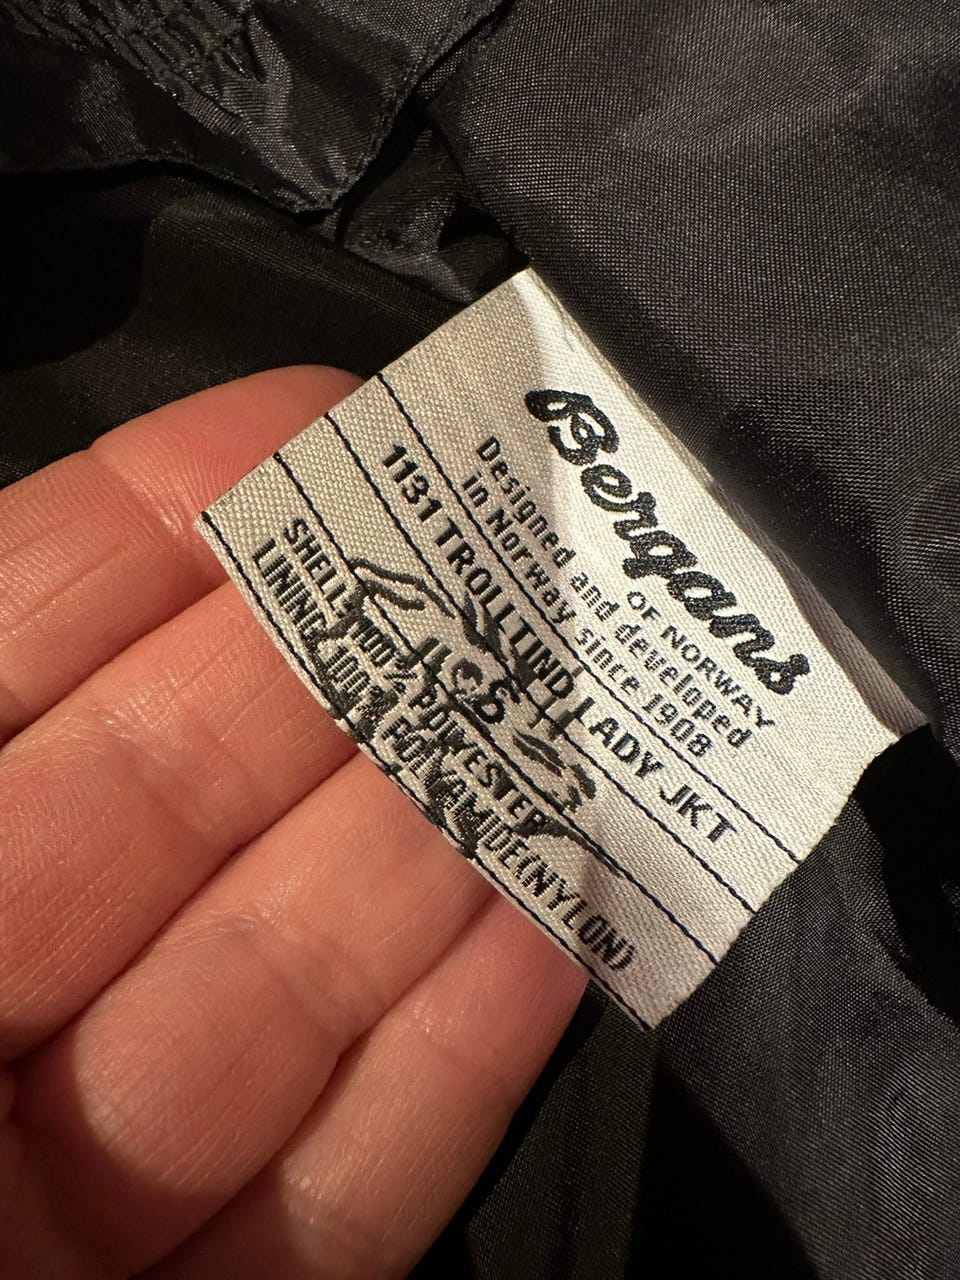 Bergans
OF NORWAY
Designed and developed
in Norway since 1908
1131 TROLLTIND LADY JKT
SHELL: 100% POLYESTER
LINING: 100% POLYAMIDE(NYLON)